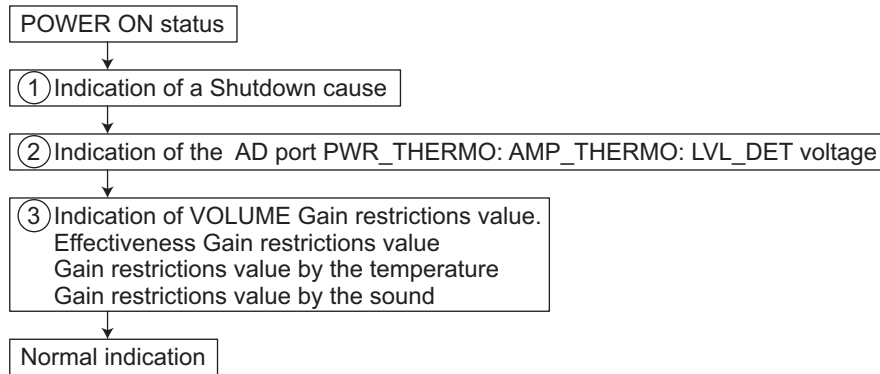 POWER ON status
① Indication of a Shutdown cause
② Indication of the AD port PWR_THERMO: AMP_THERMO: LVL_DET voltage
③ Indication of VOLUME Gain restrictions value.
Effectiveness Gain restrictions value
Gain restrictions value by the temperature
Gain restrictions value by the sound
Normal indication